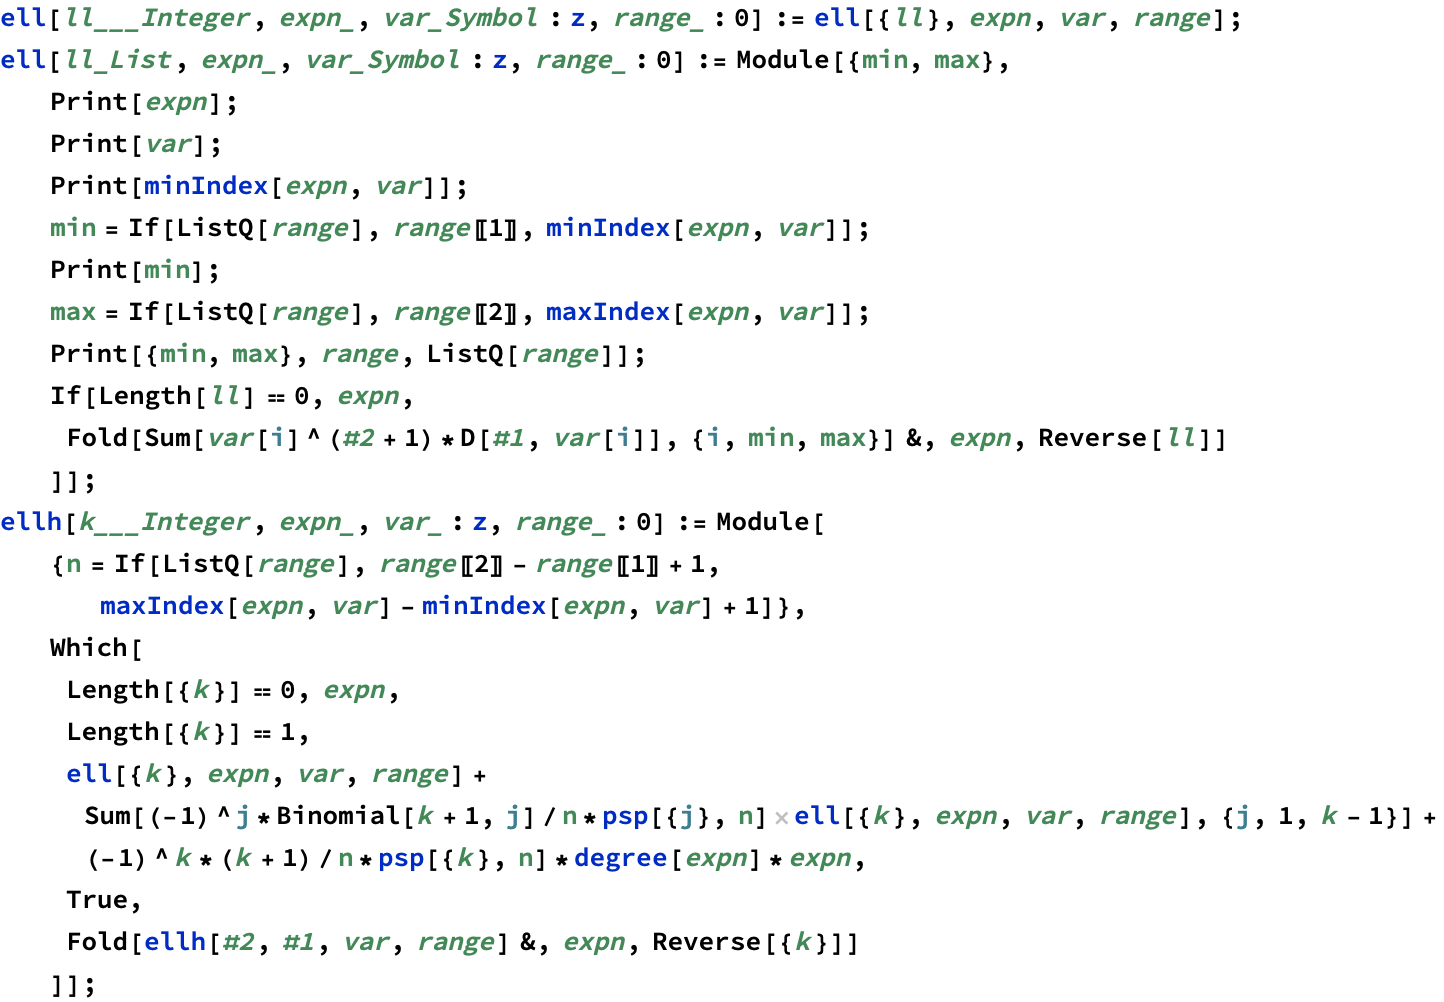 ell[ll___Integer, expn_, var_Symbol : z, range_ : 0] := ell[{ll}, expn, var, range];
ell[ll_List, expn_, var_Symbol : z, range_ : 0] := Module[{min, max},
Print[expn];
Print[var];
Print[minIndex[expn, var]];
min = If[ListQ[range], range〚1〛, minIndex[expn, var]];
Print[min];
max = If[ListQ[range], range〚2〛, maxIndex[expn, var]];
Print[{min, max}, range, ListQ[range]];
If[Length[ll] == 0, expn,
Fold[Sum[var[i]^(#2 + 1) * D[#1, var[i]], {i, min, max}] &, expn, Reverse[ll]]
]];
ellh[k___Integer, expn_, var_ : z, range_ : 0] := Module[
{n = If[ListQ[range], range〚2〛 - range〚1〛 + 1,
maxIndex[expn, var] - minIndex[expn, var] + 1]},
Which[
Length[{k}] == 0, expn,
Length[{k}] == 1,
ell[{k}, expn, var, range] +
Sum[(-1)^j * Binomial[k + 1, j] / n * psp[{j}, n] × ell[{k}, expn, var, range], {j, 1, k - 1}] +
(-1)^k * (k + 1) / n * psp[{k}, n] * degree[expn] * expn,
True,
Fold[ellh[#2, #1, var, range] &, expn, Reverse[{k}]]
]];